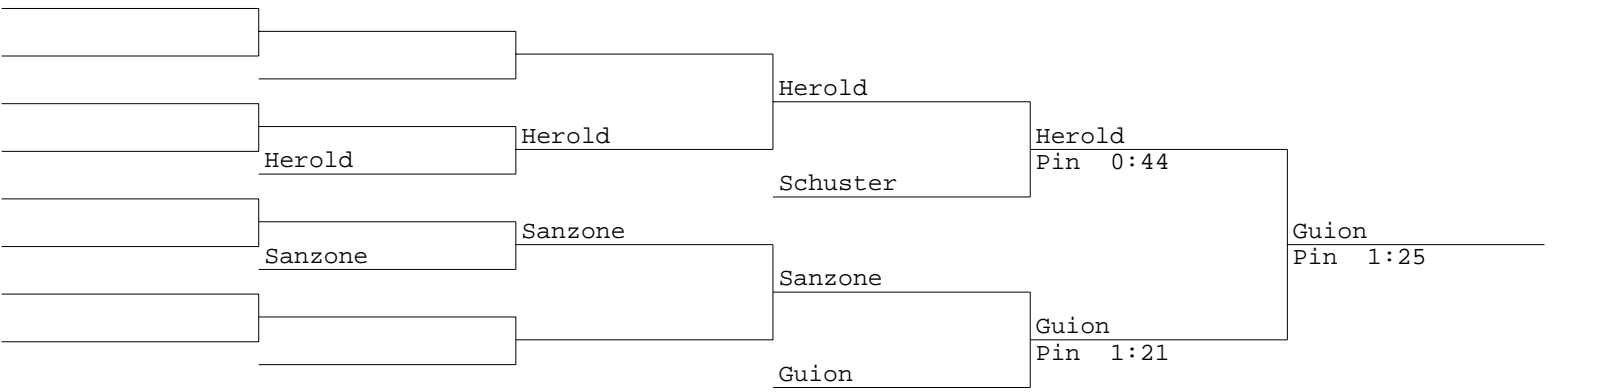 Herold
Herold
Herold
Herold
Pin 0:44
Schuster
Sanzone
Sanzone
Guion
Pin 1:25
Sanzone
Guion
Pin 1:21
Guion